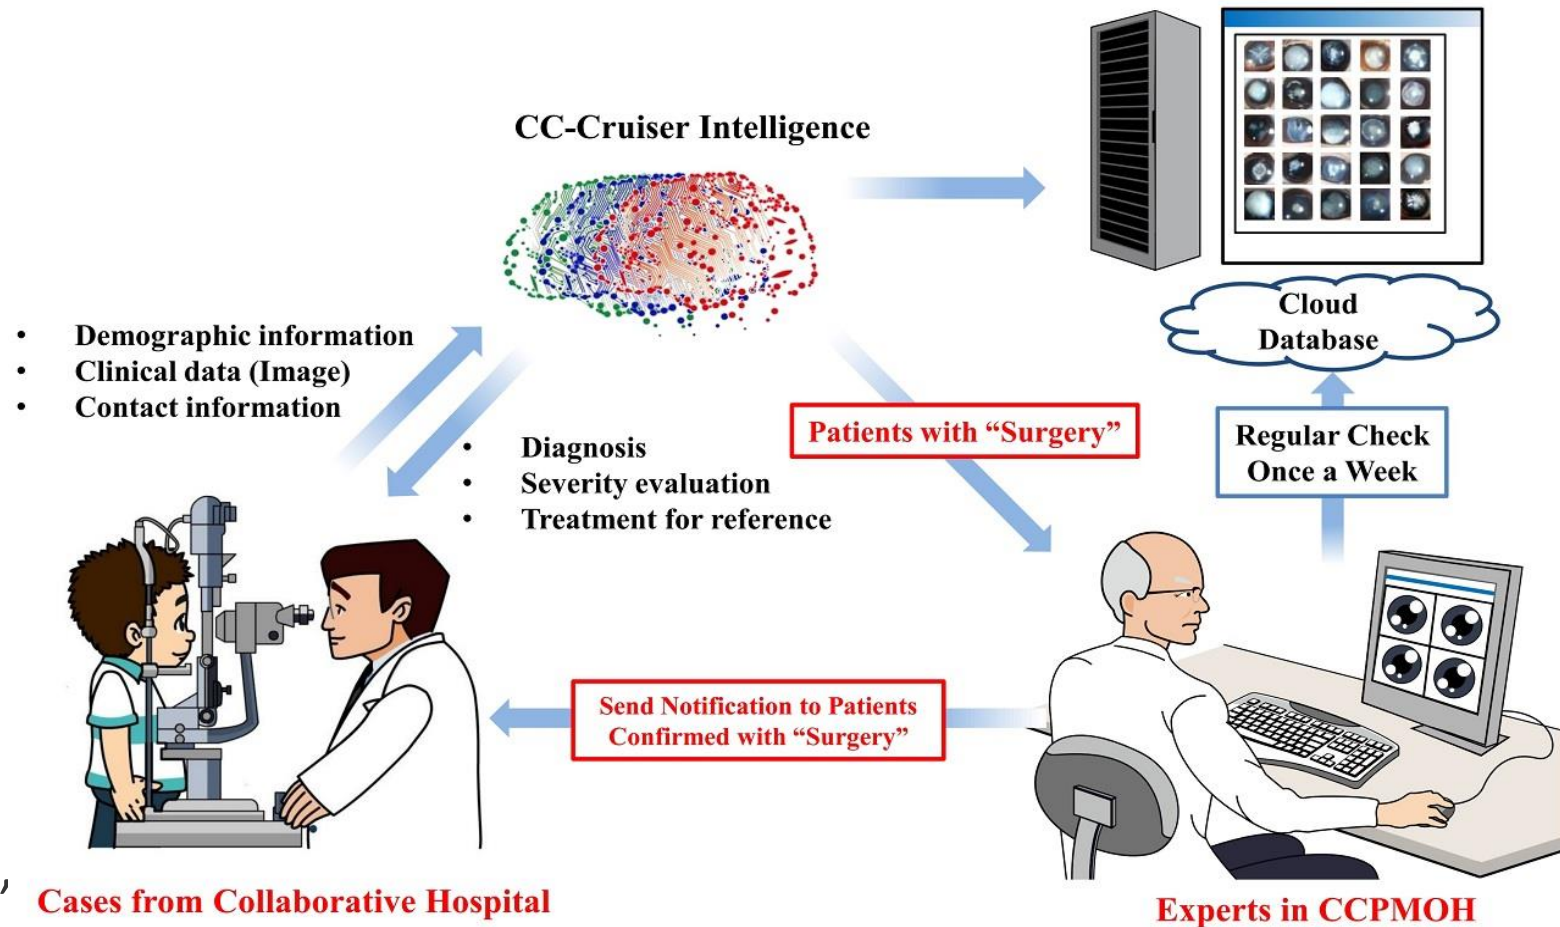 CC-Cruiser Intelligence
Cloud
Database
• Demographic information
• Clinical data (Image)
• Contact information
• Diagnosis
• Severity evaluation
• Treatment for reference
Patients with “Surgery”
Regular Check
Once a Week
Send Notification to Patients
Confirmed with “Surgery”
,
Cases from Collaborative Hospital
Experts in CCPMOH